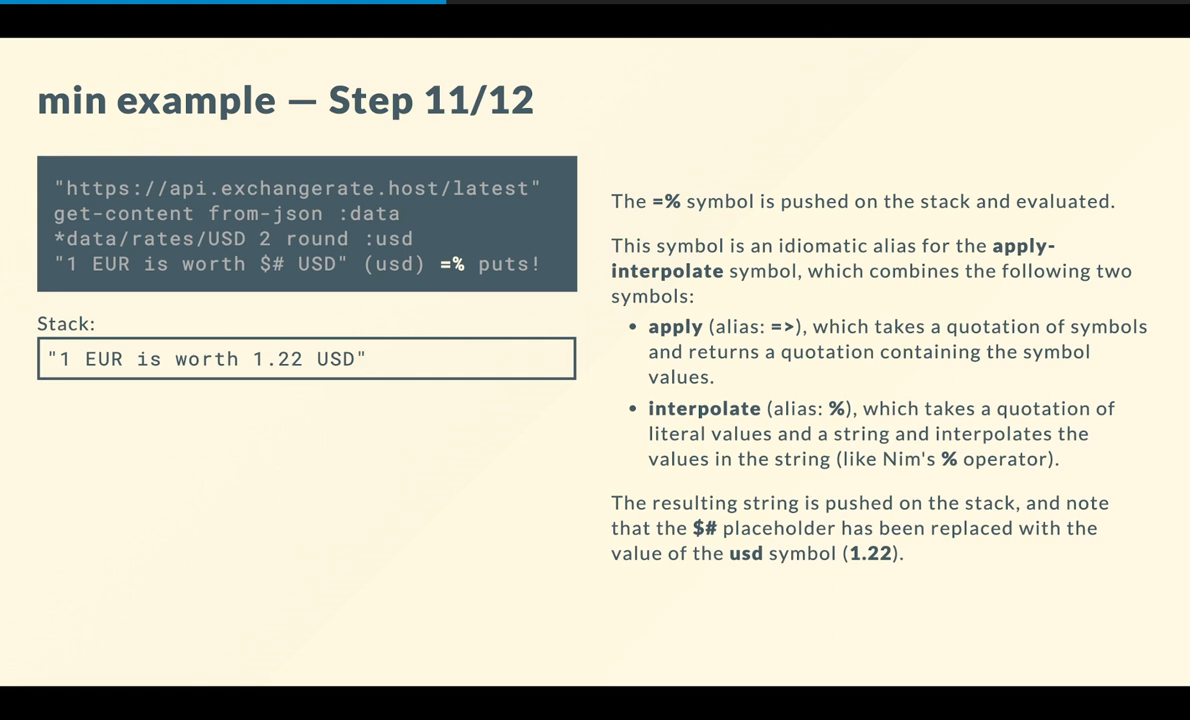 min example — Step 11/12
"https://api.exchangerate.host/latest"
get-content from-json :data
*data/rates/USD 2 round :usd
"1 EUR is worth $# USD" (usd) =% puts!
Stack:
"1 EUR is worth 1.22 USD"
The =% symbol is pushed on the stack and evaluated.
This symbol is an idiomatic alias for the apply-
interpolate symbol, which combines the following two
symbols:
• apply (alias: =>), which takes a quotation of symbols
and returns a quotation containing the symbol
values.
• interpolate (alias: %), which takes a quotation of
literal values and a string and interpolates the
values in the string (like Nim's % operator).
The resulting string is pushed on the stack, and note
that the $# placeholder has been replaced with the
value of the usd symbol (1.22).